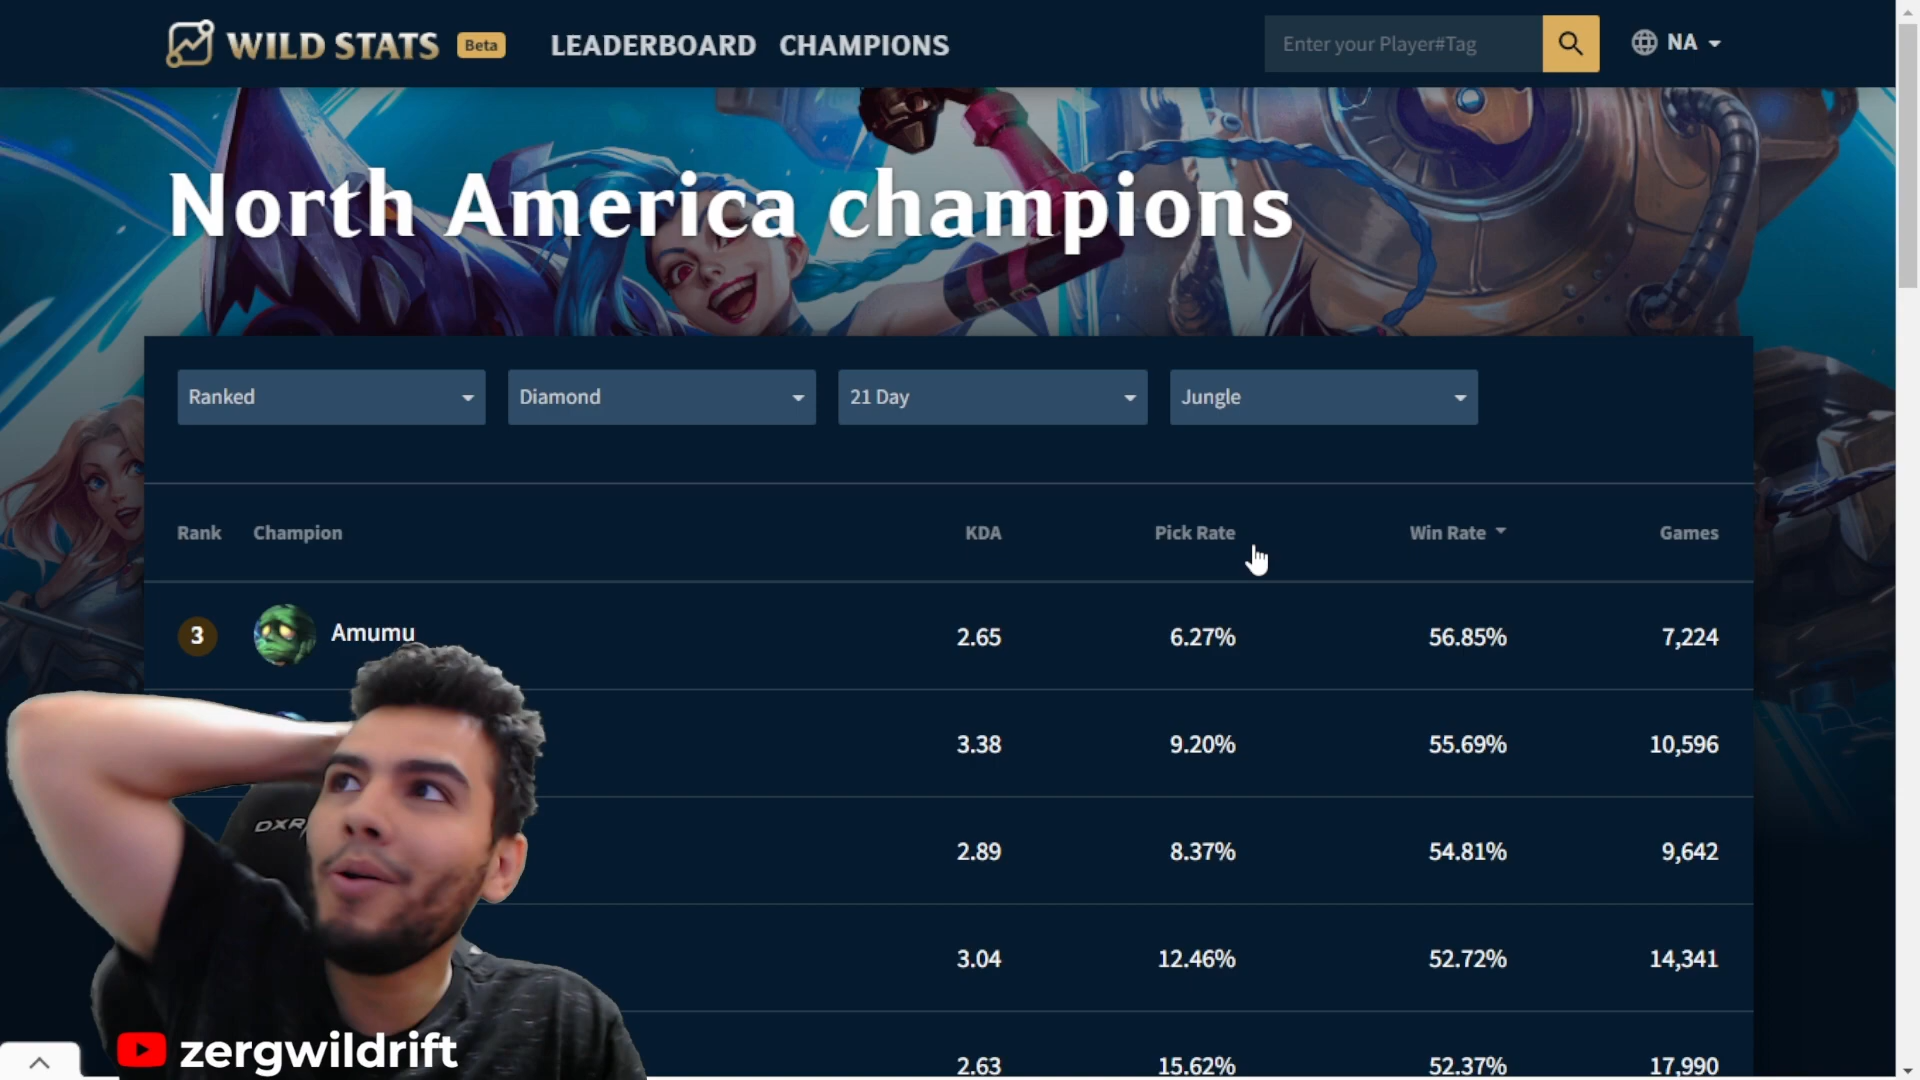 WILD STATS Beta LEADERBOARD CHAMPIONS Enter your Player#Tag NA
North America champions
Ranked Diamond 21 Day Jungle
Rank Champion KDA Pick Rate Win Rate Games
3 Amumu 2.65 6.27% 56.85% 7,224
3.38 9.20% 55.69% 10,596
DXR
2.89 8.37% 54.81% 9,642
3.04 12.46% 52.72% 14,341
zergwildrift
2.63 15.62% 52.37% 17,990